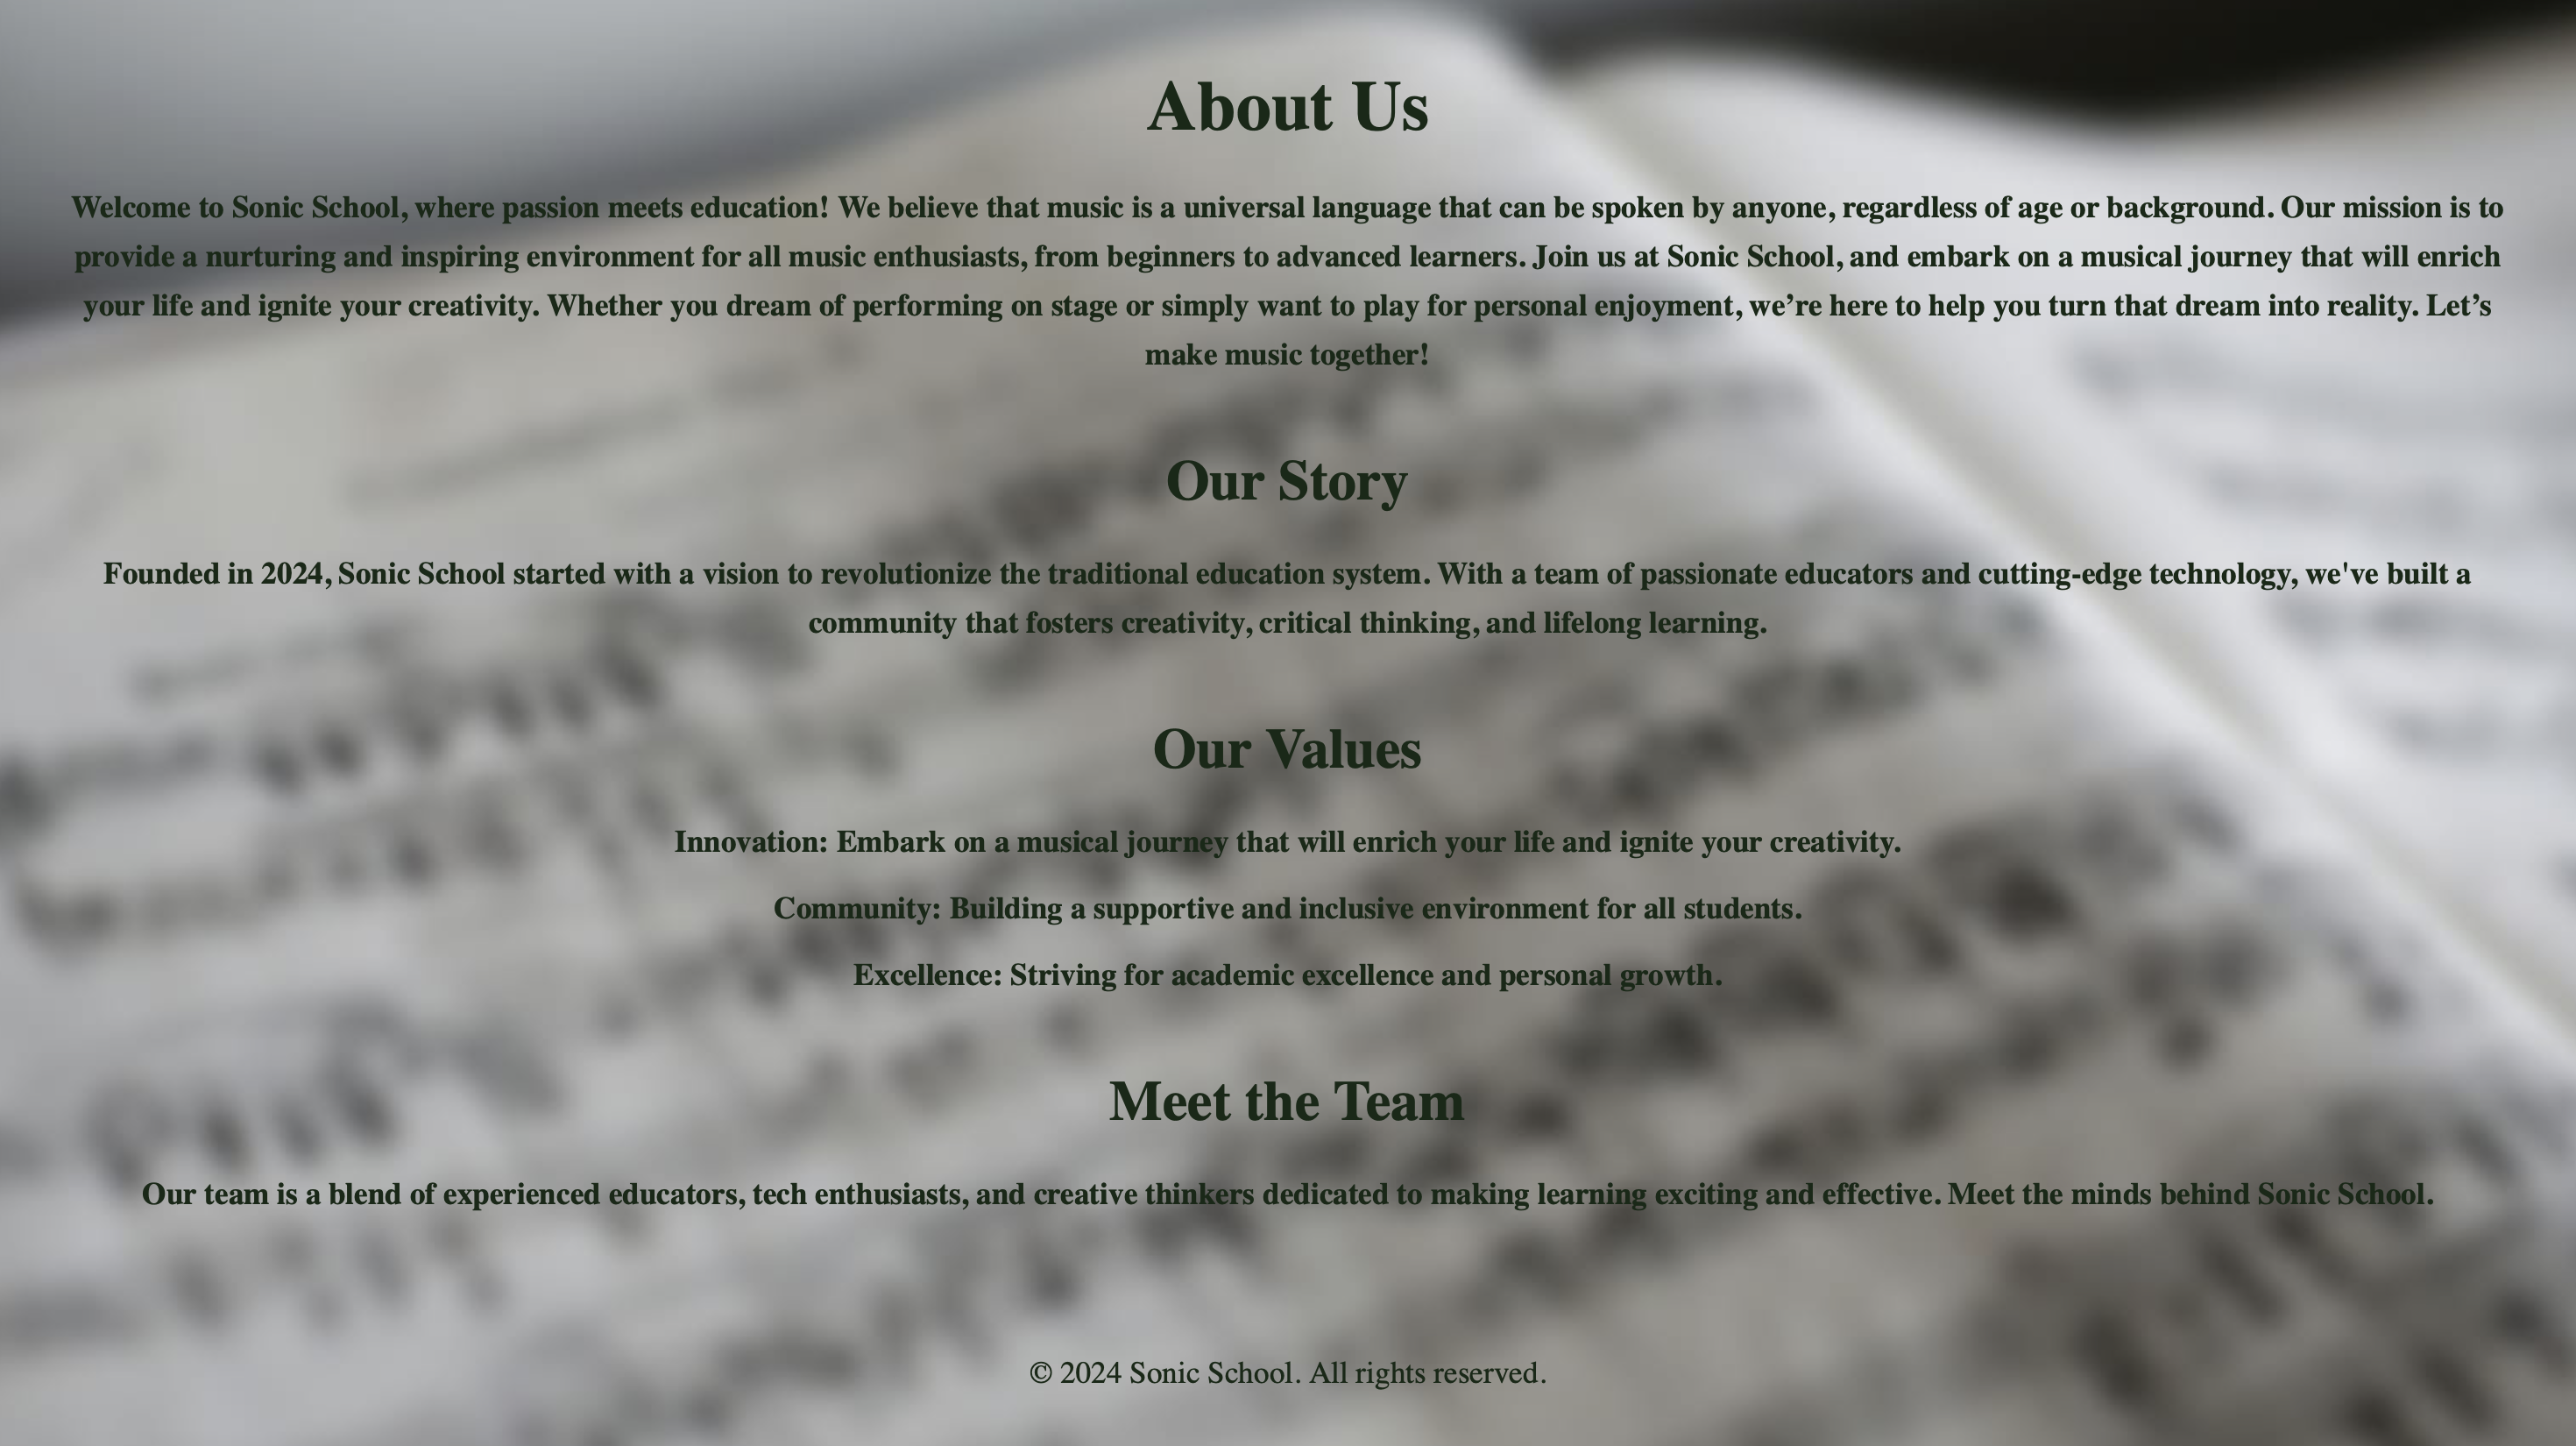 About Us
Welcome to Sonic School, where passion meets education! We believe that music is a universal language that can be spoken by anyone, regardless of age or background. Our mission is to
provide a nurturing and inspiring environment for all music enthusiasts, from beginners to advanced learners. Join us at Sonic School, and embark on a musical journey that will enrich
your life and ignite your creativity. Whether you dream of performing on stage or simply want to play for personal enjoyment, we’re here to help you turn that dream into reality. Let’s
make music together!
Our Story
Founded in 2024, Sonic School started with a vision to revolutionize the traditional education system. With a team of passionate educators and cutting-edge technology, we've built a
community that fosters creativity, critical thinking, and lifelong learning.
Our Values
Innovation: Embark on a musical journey that will enrich your life and ignite your creativity.
Community: Building a supportive and inclusive environment for all students.
Excellence: Striving for academic excellence and personal growth.
Meet the Team
Our team is a blend of experienced educators, tech enthusiasts, and creative thinkers dedicated to making learning exciting and effective. Meet the minds behind Sonic School.
© 2024 Sonic School. All rights reserved.